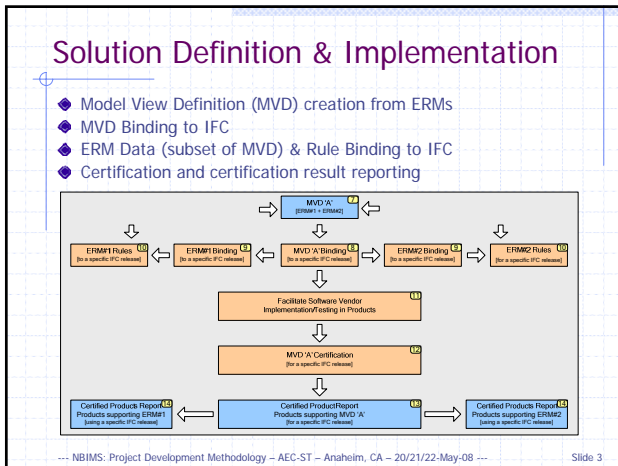 Solution Definition & Implementation
Model View Definition (MVD) creation from ERMs
MVD Binding to IFC
ERM Data (subset of MVD) & Rule Binding to IFC
Certification and certification result reporting
MVD 'A' 7
[ERM#1 + ERM#2]
ERM#1 Rules 10
[to a specific IFC release]
ERM#1 Binding 9
[to a specific IFC release]
MVD 'A' Binding 8
[to a specific IFC release]
ERM#2 Binding 9
[to a specific IFC release]
ERM#2 Rules 10
[for a specific IFC release]
Facilitate Software Vendor 11
Implementation/Testing in Products
MVD 'A' Certification 12
[for a specific IFC release]
Certified Products Report 14
Products supporting ERM#1
[using a specific IFC release]
Certified ProductReport 13
Products supporting MVD 'A'
[for a specific IFC release]
Certified Products Report 14
Products supporting ERM#2
[using a specific IFC release]
--- NBIMS: Project Development Methodology – AEC-ST – Anaheim, CA – 20/21/22-May-08 --- Slide 3